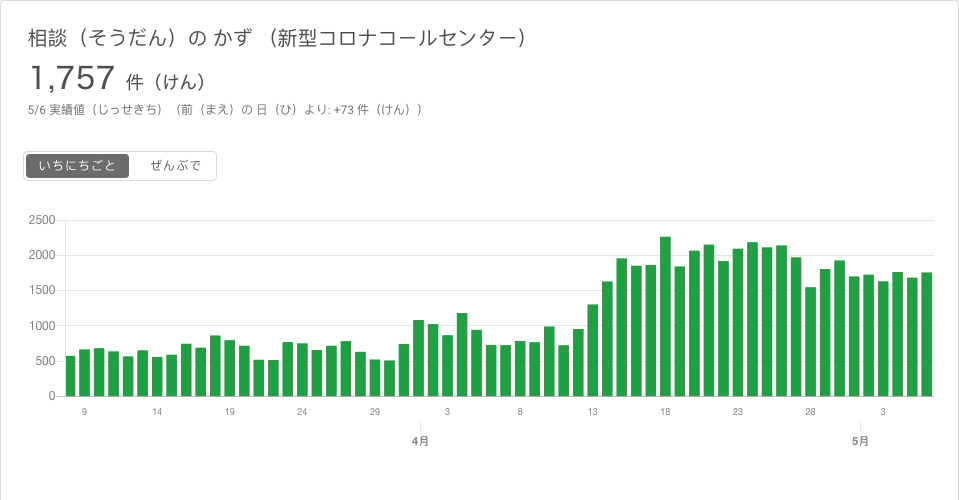 相談（そうだん）の かず （新型コロナコールセンター）
1,757 件（けん）
5/6 実績値（じっせきち）（前（まえ）の 日（ひ）より: +73 件（けん））
いちにちごと ぜんぶで
2500
2000
1500
1000
500
0
9 14 19 24 29 3 8 13 18 23 28 3
4月 5月